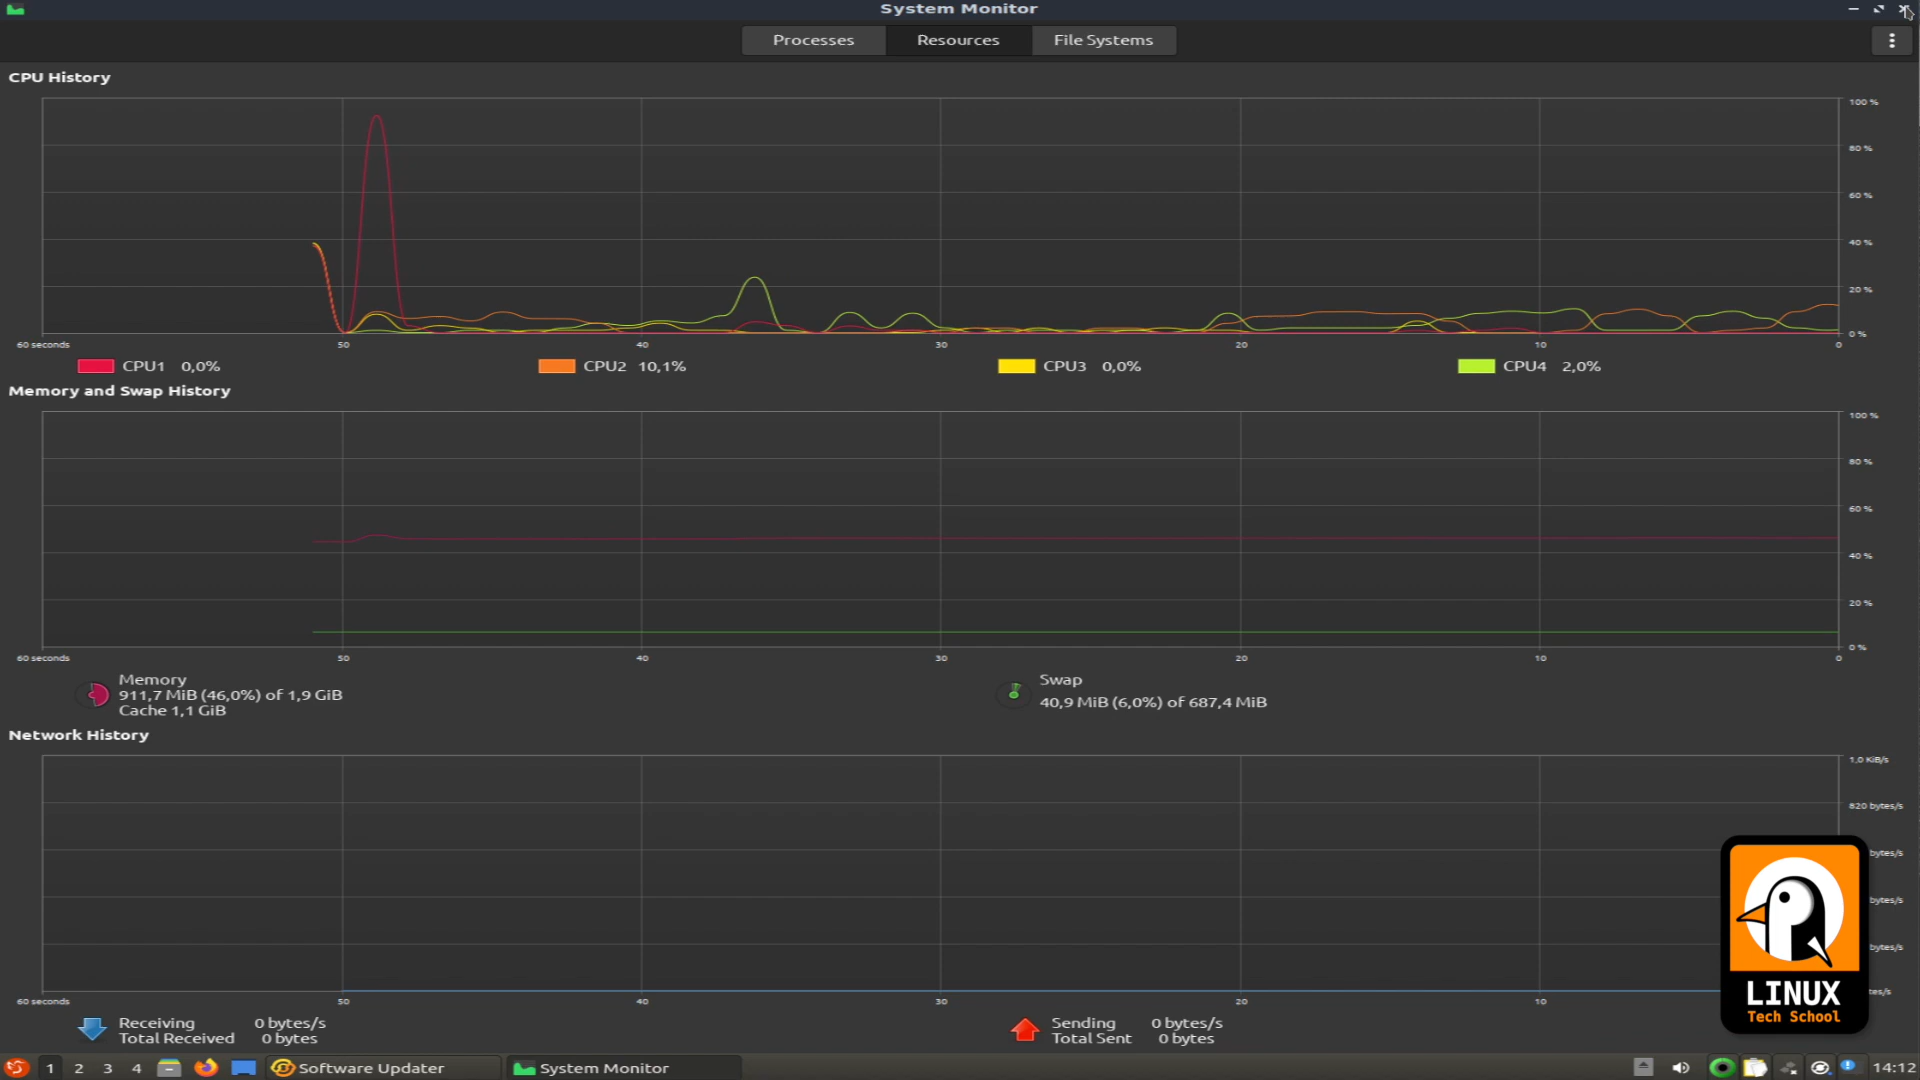 System Monitor
Processes Resources File Systems
CPU History
100 %
80 %
60 %
40 %
20 %
0 %
60 seconds 50 40 30 20 10 0
CPU1 0,0% CPU2 10,1% CPU3 0,0% CPU4 2,0%
Memory and Swap History
100 %
80 %
60 %
40 %
20 %
0 %
60 seconds 50 40 30 20 10 0
Memory
911,7 MiB (46,0%) of 1,9 GiB
Cache 1,1 GiB
Swap
40,9 MiB (6,0%) of 687,4 MiB
Network History
1,0 KiB/s
820 bytes/s
bytes/s
bytes/s
bytes/s
60 seconds 50 40 30 20 10
LINUX
Tech School
Receiving 0 bytes/s
Total Received 0 bytes
Sending 0 bytes/s
Total Sent 0 bytes
1 2 3 4 Software Updater System Monitor 14:12